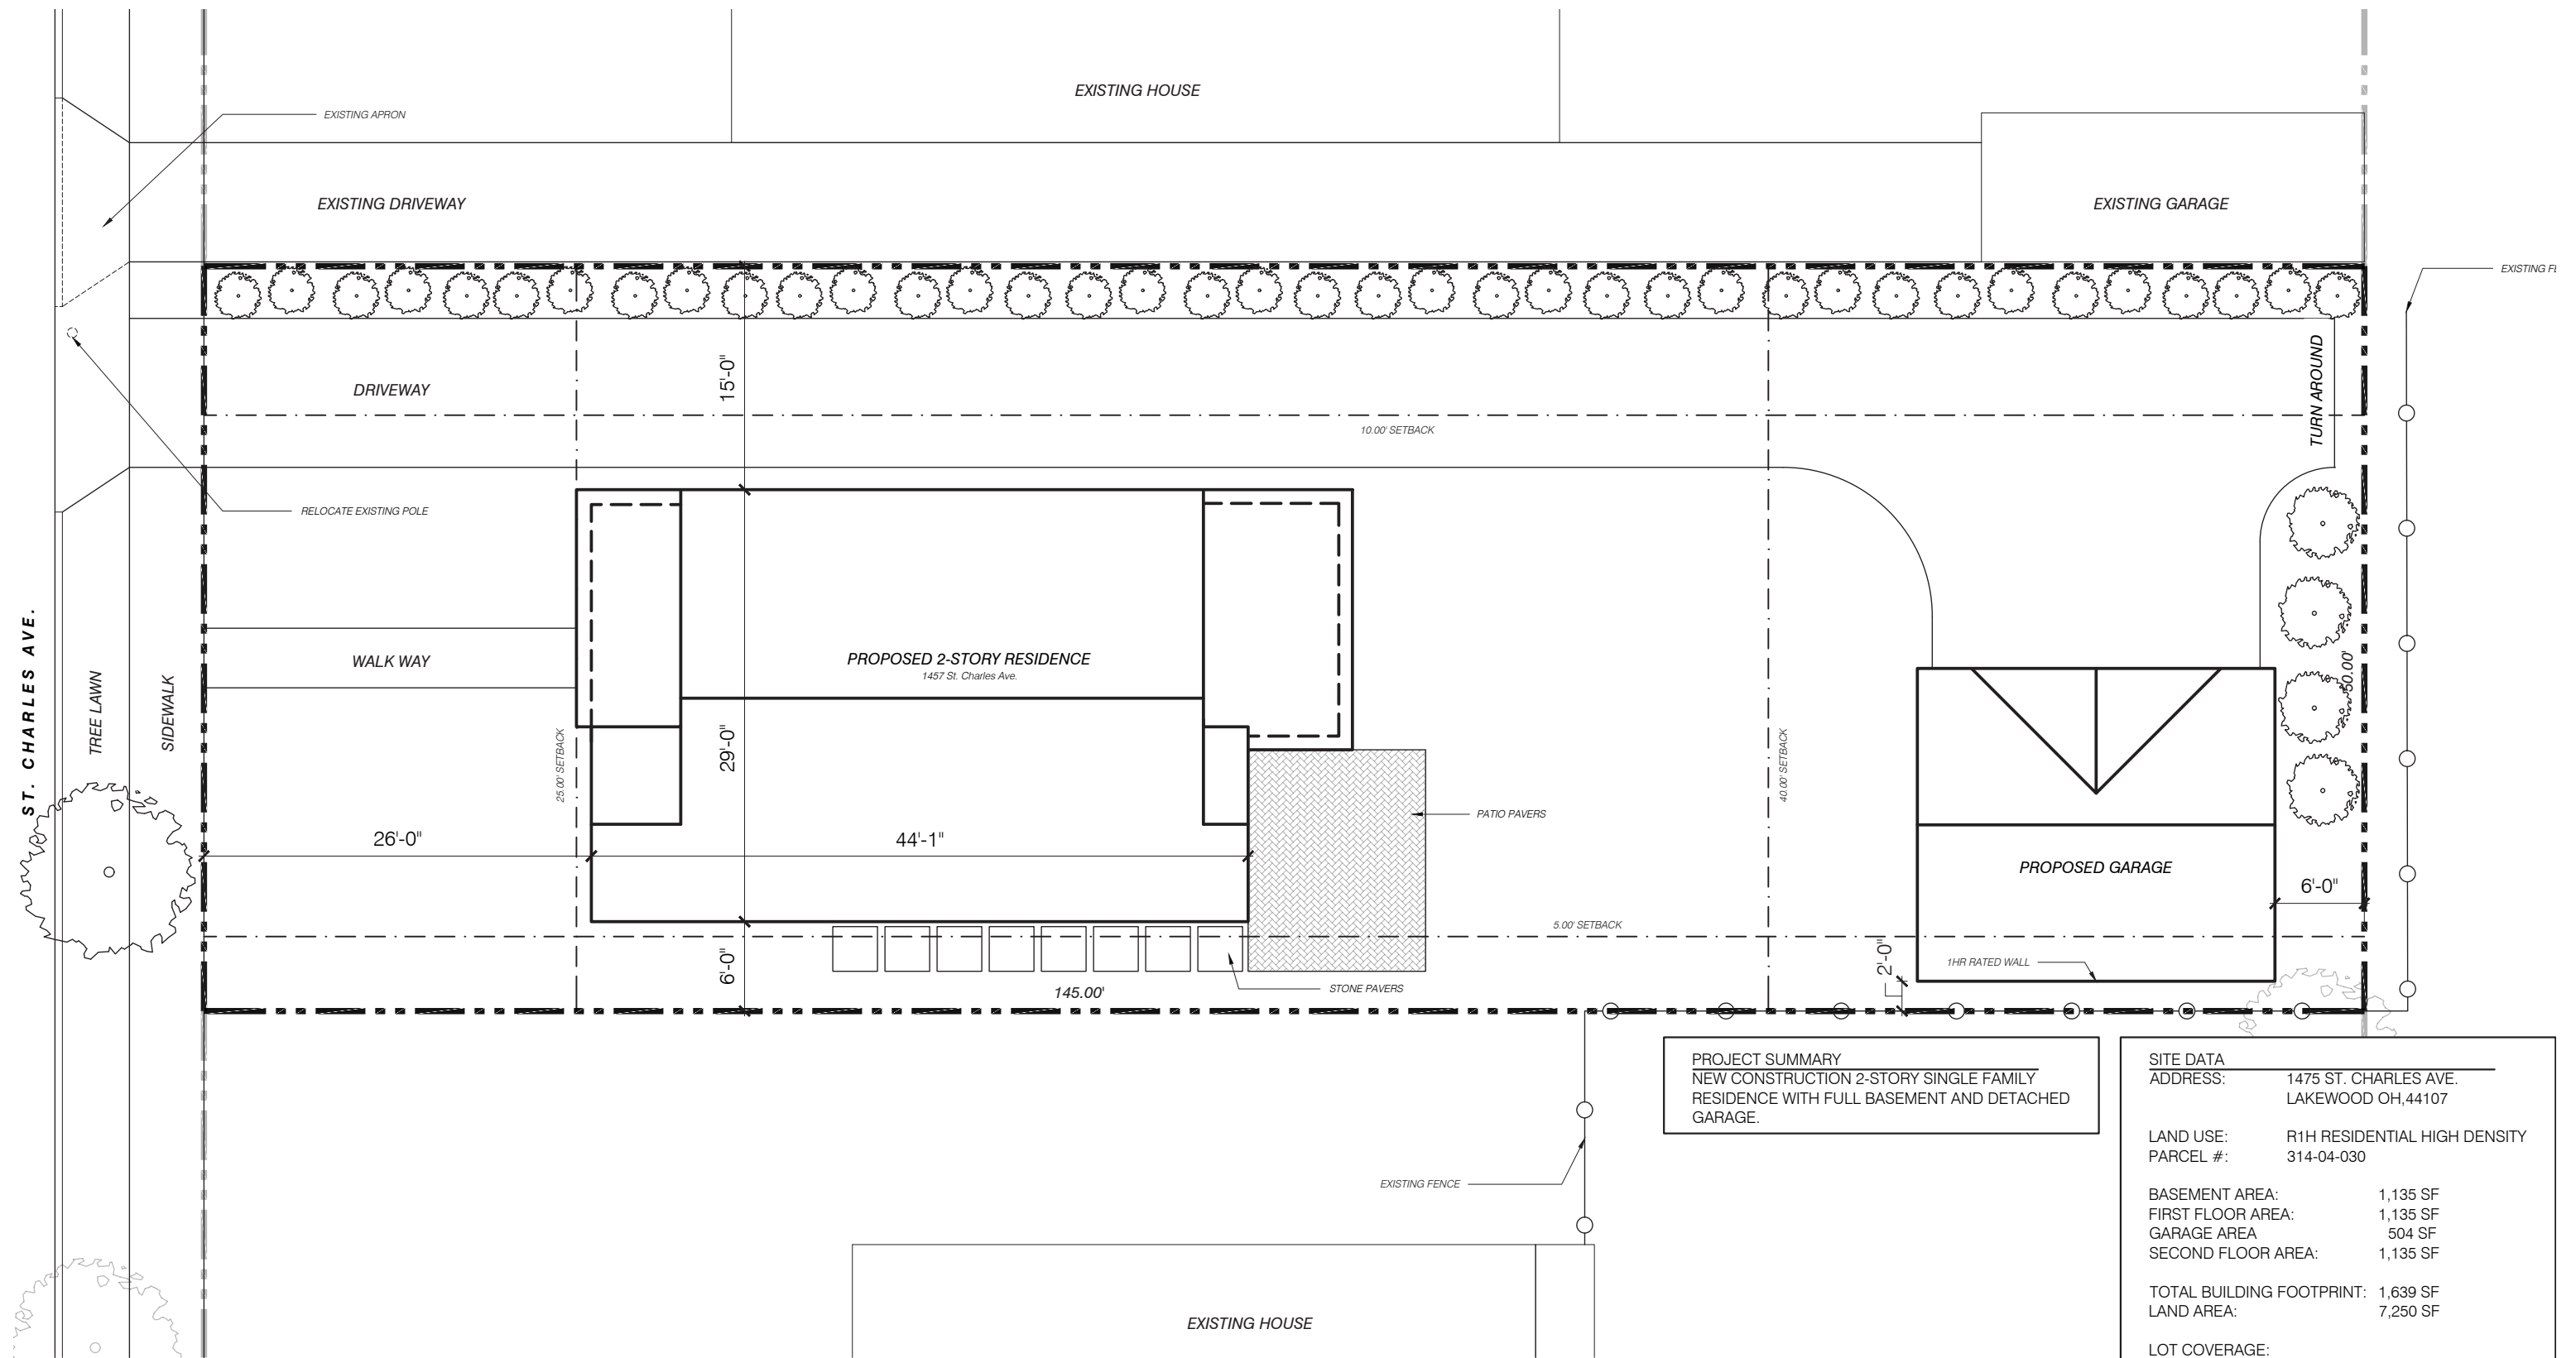 EXISTING HOUSE
EXISTING APRON
EXISTING DRIVEWAY
EXISTING GARAGE
EXISTING
15'-0"
DRIVEWAY
TURN AROUND
10.00' SETBACK
RELOCATE EXISTING POLE
ST. CHARLES AVE.
TREE LAWN
SIDEWALK
WALK WAY
PROPOSED 2-STORY RESIDENCE
1457 St. Charles Ave.
50.00'
25.00' SETBACK
29'-0"
40.00' SETBACK
PATIO PAVERS
26'-0"
44'-1"
PROPOSED GARAGE
6'-0"
5.00' SETBACK
6'-0"
2'-0"
1HR RATED WALL
145.00'
STONE PAVERS
PROJECT SUMMARY
NEW CONSTRUCTION 2-STORY SINGLE FAMILY
RESIDENCE WITH FULL BASEMENT AND DETACHED
GARAGE.
EXISTING FENCE
EXISTING HOUSE
SITE DATA
ADDRESS: 1475 ST. CHARLES AVE.
LAKEWOOD OH,44107
LAND USE: R1H RESIDENTIAL HIGH DENSITY
PARCEL #: 314-04-030
BASEMENT AREA: 1,135 SF
FIRST FLOOR AREA: 1,135 SF
GARAGE AREA 504 SF
SECOND FLOOR AREA: 1,135 SF
TOTAL BUILDING FOOTPRINT: 1,639 SF
LAND AREA: 7,250 SF
LOT COVERAGE: